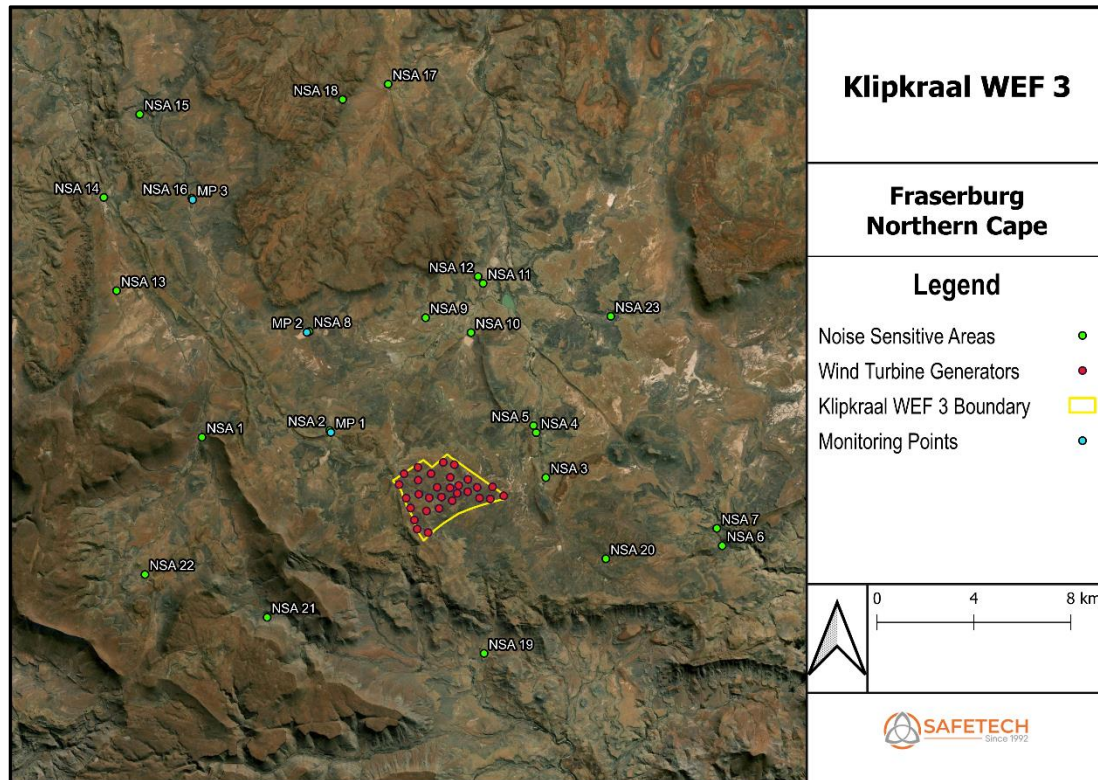 NSA 17
NSA 18
NSA 15
NSA 14
NSA 16
MP 3
NSA 13
NSA 12
NSA 11
NSA 9
NSA 23
MP 2
NSA 8
NSA 10
NSA 5
NSA 4
NSA 2
MP 1
NSA 1
NSA 3
NSA 7
NSA 6
NSA 20
NSA 22
NSA 21
NSA 19
Klipkraal WEF 3
Fraserburg
Northern Cape
Legend
Noise Sensitive Areas
Wind Turbine Generators
Klipkraal WEF 3 Boundary
Monitoring Points
0 4 8 km
SAFETECH
Since 1992